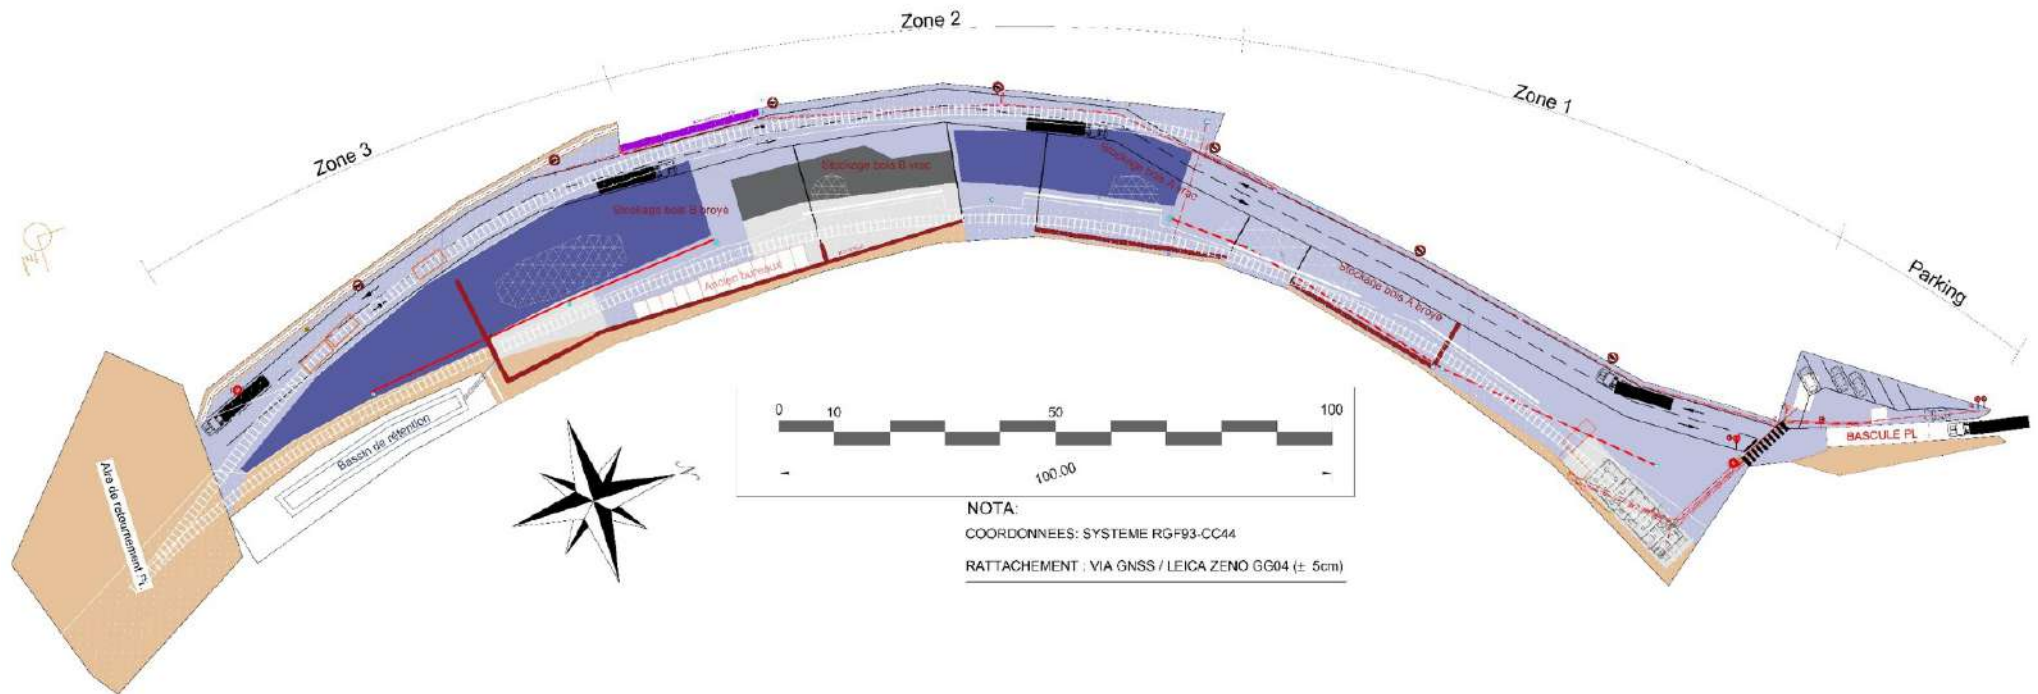 Zone 2
Zone 1
Zone 3
Parking
Stockage bois B vrac
Stockage bois A vrac
Stockage bois B broyé
Ancien bureaux
Stockage bois A broyé
BASCULE PL
Bassin de rétention
Aire de retournement PL
0 10 50 100
100.00
N
NOTA:
COORDONNEES: SYSTEME RGF93-CC44
RATTACHEMENT : VIA GNSS / LEICA ZENO GG04 (± 5cm)